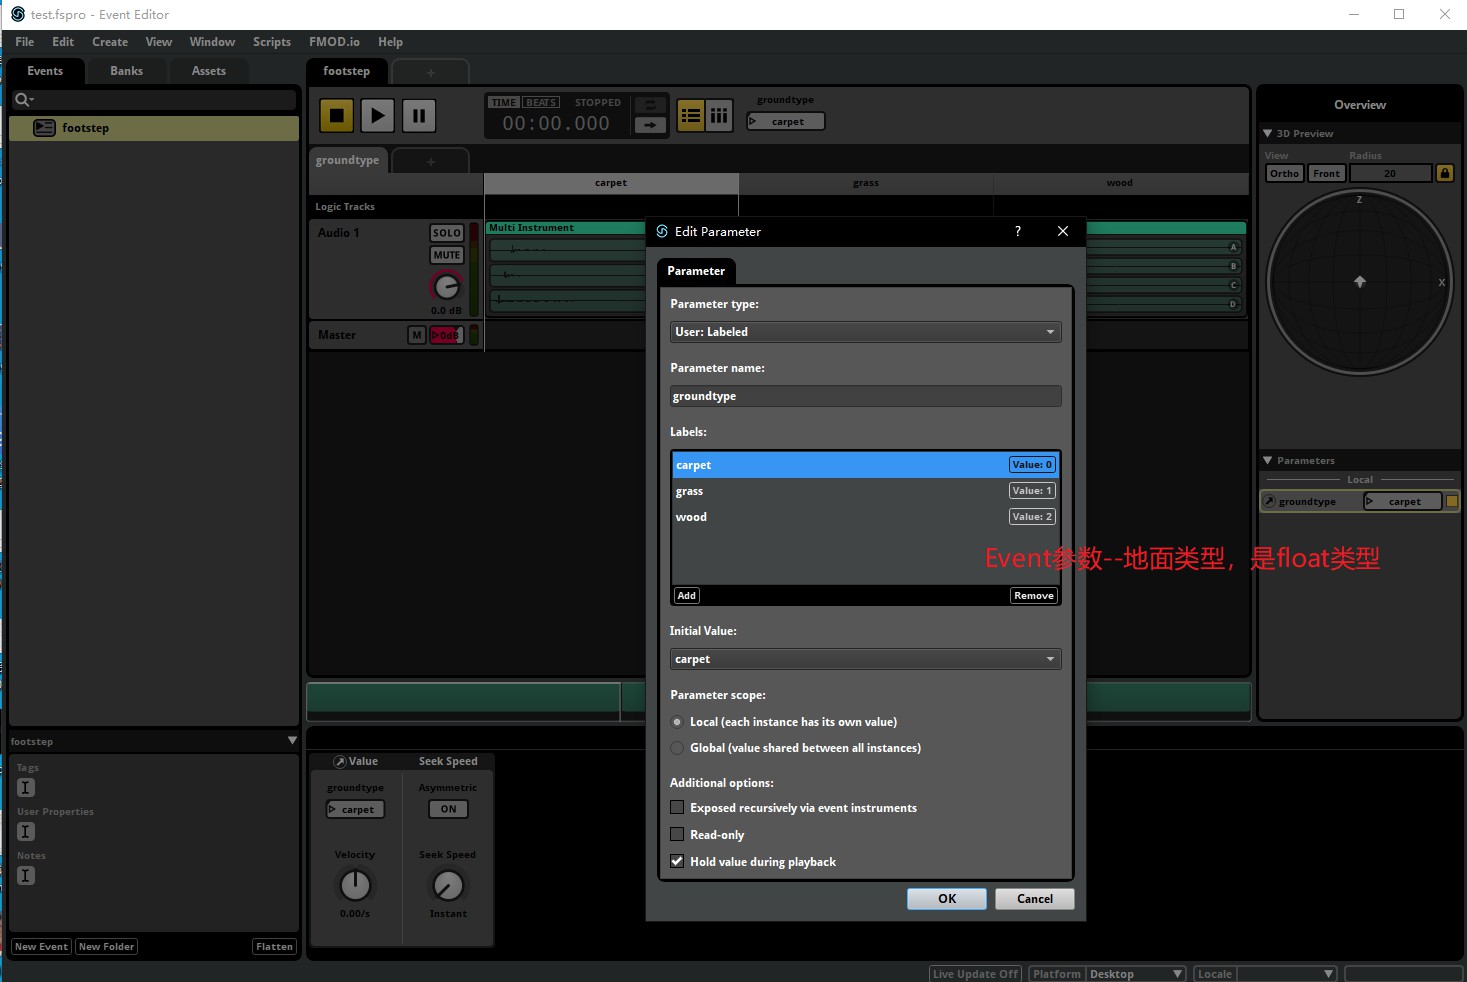 test.fspro - Event Editor
File Edit Create View Window Scripts FMOD.io Help
Events Banks Assets
footstep
footstep
TIME BEATS STOPPED
00:00.000
groundtype
carpet
groundtype
carpet grass wood
Logic Tracks
Audio 1
SOLO
MUTE
0.0 dB
Multi Instrument
A
B
C
D
Master
M
0dB
Overview
3D Preview
View Radius
Ortho Front 20
Z
X
Parameters
Local
groundtype carpet
Edit Parameter
?
Parameter
Parameter type:
User: Labeled
Parameter name:
groundtype
Labels:
carpet Value: 0
grass Value: 1
wood Value: 2
Event参数--地面类型，是float类型
Add Remove
Initial Value:
carpet
Parameter scope:
Local (each instance has its own value)
Global (value shared between all instances)
Additional options:
Exposed recursively via event instruments
Read-only
Hold value during playback
OK Cancel
footstep
Tags
User Properties
Notes
New Event New Folder Flatten
Value Seek Speed
groundtype Asymmetric
carpet ON
Velocity Seek Speed
0.00/s Instant
Live Update Off Platform Desktop Locale